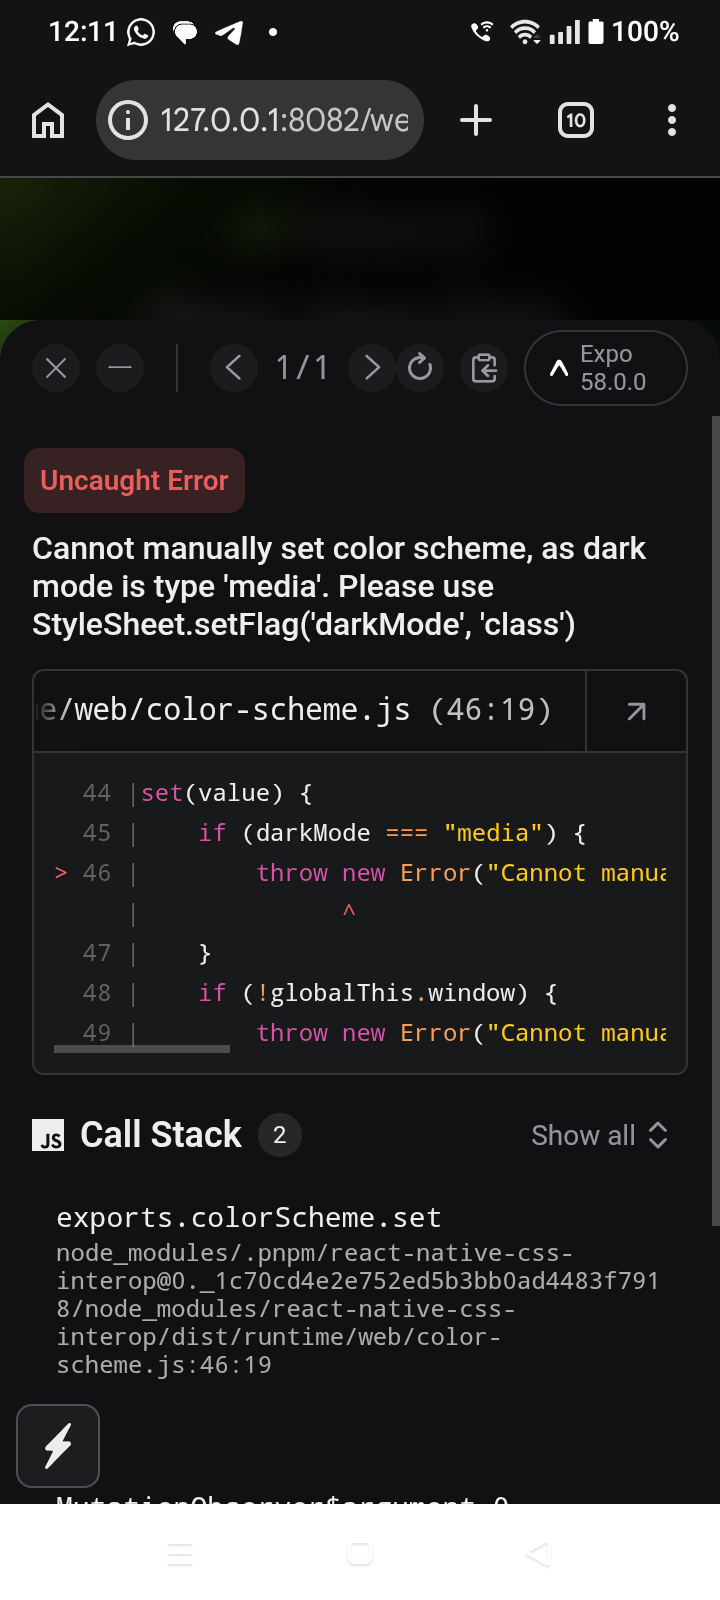 12:11
100%
127.0.0.1:8082/we
10
1/1
Expo
58.0.0
Uncaught Error
Cannot manually set color scheme, as dark
mode is type 'media'. Please use
StyleSheet.setFlag('darkMode', 'class')
e/web/color-scheme.js (46:19)
44 |set(value) {
45 |    if (darkMode === "media") {
> 46 |        throw new Error("Cannot manua
|              ^
47 |    }
48 |    if (!globalThis.window) {
49 |        throw new Error("Cannot manua
JS Call Stack 2
Show all
exports.colorScheme.set
node_modules/.pnpm/react-native-css-
interop@0._1c70cd4e2e752ed5b3bb0ad4483f791
8/node_modules/react-native-css-
interop/dist/runtime/web/color-
scheme.js:46:19